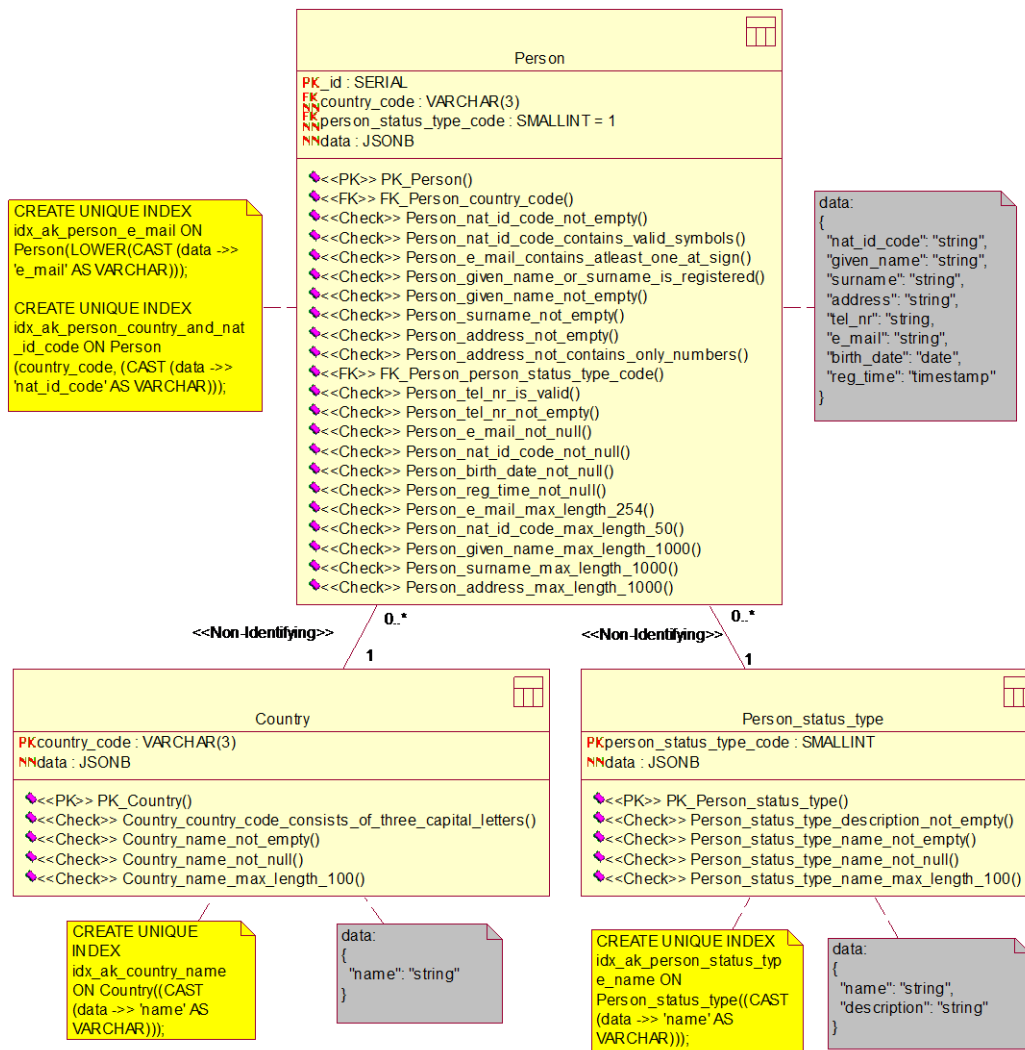 Person
PK_id : SERIAL
FK NN country_code : VARCHAR(3)
FK NN person_status_type_code : SMALLINT = 1
NN data : JSONB
<<PK>> PK_Person()
<<FK>> FK_Person_country_code()
<<Check>> Person_nat_id_code_not_empty()
<<Check>> Person_nat_id_code_contains_valid_symbols()
<<Check>> Person_e_mail_contains_atleast_one_at_sign()
<<Check>> Person_given_name_or_surname_is_registered()
<<Check>> Person_given_name_not_empty()
<<Check>> Person_surname_not_empty()
<<Check>> Person_address_not_empty()
<<Check>> Person_address_not_contains_only_numbers()
<<FK>> FK_Person_person_status_type_code()
<<Check>> Person_tel_nr_is_valid()
<<Check>> Person_tel_nr_not_empty()
<<Check>> Person_e_mail_not_null()
<<Check>> Person_nat_id_code_not_null()
<<Check>> Person_birth_date_not_null()
<<Check>> Person_reg_time_not_null()
<<Check>> Person_e_mail_max_length_254()
<<Check>> Person_nat_id_code_max_length_50()
<<Check>> Person_given_name_max_length_1000()
<<Check>> Person_surname_max_length_1000()
<<Check>> Person_address_max_length_1000()
CREATE UNIQUE INDEX
idx_ak_person_e_mail ON
Person(LOWER(CAST (data ->>
'e_mail' AS VARCHAR)));
CREATE UNIQUE INDEX
idx_ak_person_country_and_nat
_id_code ON Person
(country_code, (CAST (data ->>
'nat_id_code' AS VARCHAR)));
data:
{
"nat_id_code": "string",
"given_name": "string",
"surname": "string",
"address": "string",
"tel_nr": "string,
"e_mail": "string",
"birth_date": "date",
"reg_time": "timestamp"
}
<<Non-Identifying>>
0..*
1
<<Non-Identifying>>
0..*
1
Country
PK country_code : VARCHAR(3)
NN data : JSONB
<<PK>> PK_Country()
<<Check>> Country_country_code_consists_of_three_capital_letters()
<<Check>> Country_name_not_empty()
<<Check>> Country_name_not_null()
<<Check>> Country_name_max_length_100()
Person_status_type
PK person_status_type_code : SMALLINT
NN data : JSONB
<<PK>> PK_Person_status_type()
<<Check>> Person_status_type_description_not_empty()
<<Check>> Person_status_type_name_not_empty()
<<Check>> Person_status_type_name_not_null()
<<Check>> Person_status_type_name_max_length_100()
CREATE UNIQUE
INDEX
idx_ak_country_name
ON Country((CAST
(data ->> 'name' AS
VARCHAR)));
data:
{
"name": "string"
}
CREATE UNIQUE INDEX
idx_ak_person_status_typ
e_name ON
Person_status_type((CAST
(data ->> 'name' AS
VARCHAR)));
data:
{
"name": "string",
"description": "string"
}